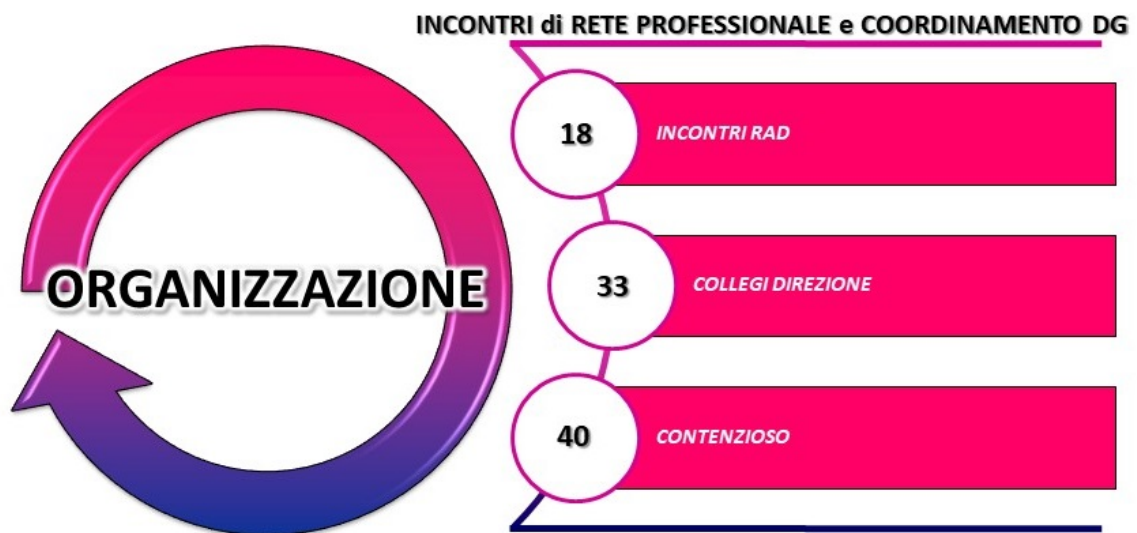 INCONTRI di RETE PROFESSIONALE e COORDINAMENTO DG
ORGANIZZAZIONE
18
INCONTRI RAD
33
COLLEGI DIREZIONE
40
CONTENZIOSO